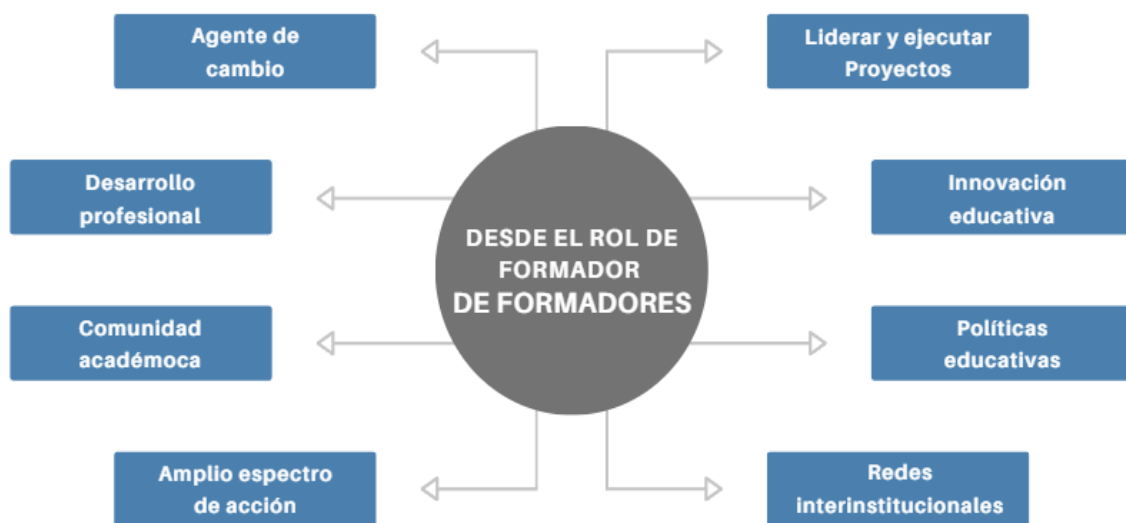 Agente de
cambio
Liderar y ejecutar
Proyectos
Desarrollo
profesional
Innovación
educativa
DESDE EL ROL DE
FORMADOR
DE FORMADORES
Comunidad
académoca
Políticas
educativas
Amplio espectro
de acción
Redes
interinstitucionales